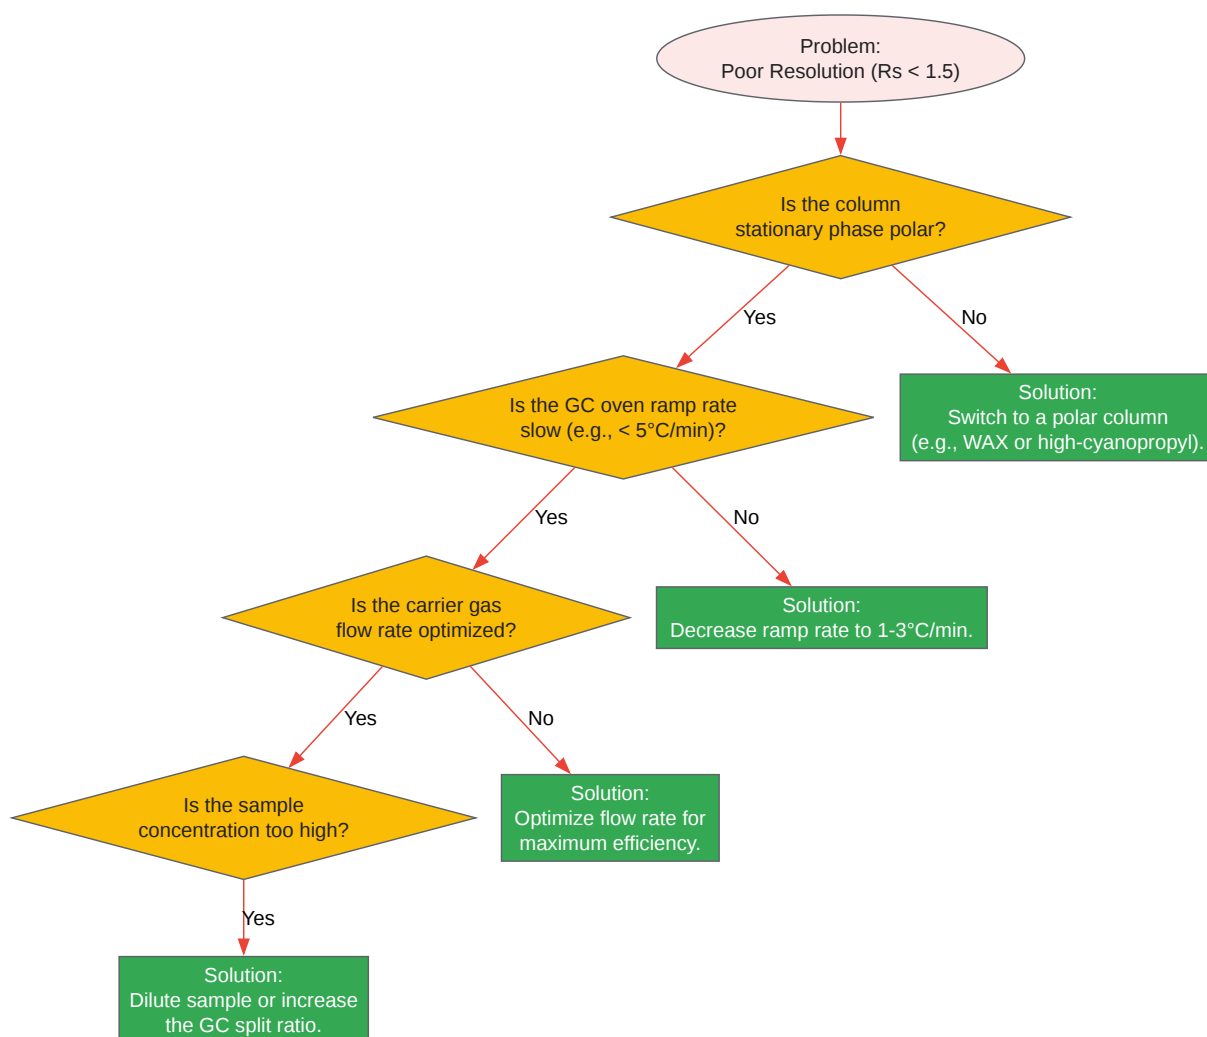 Problem:
Poor Resolution (Rs < 1.5)
Is the column
stationary phase polar?
Yes
No
Is the GC oven ramp rate
slow (e.g., < 5°C/min)?
Solution:
Switch to a polar column
(e.g., WAX or high-cyanopropyl).
Yes
No
Is the carrier gas
flow rate optimized?
Solution:
Decrease ramp rate to 1-3°C/min.
Yes
No
Is the sample
concentration too high?
Solution:
Optimize flow rate for
maximum efficiency.
Yes
Solution:
Dilute sample or increase
the GC split ratio.